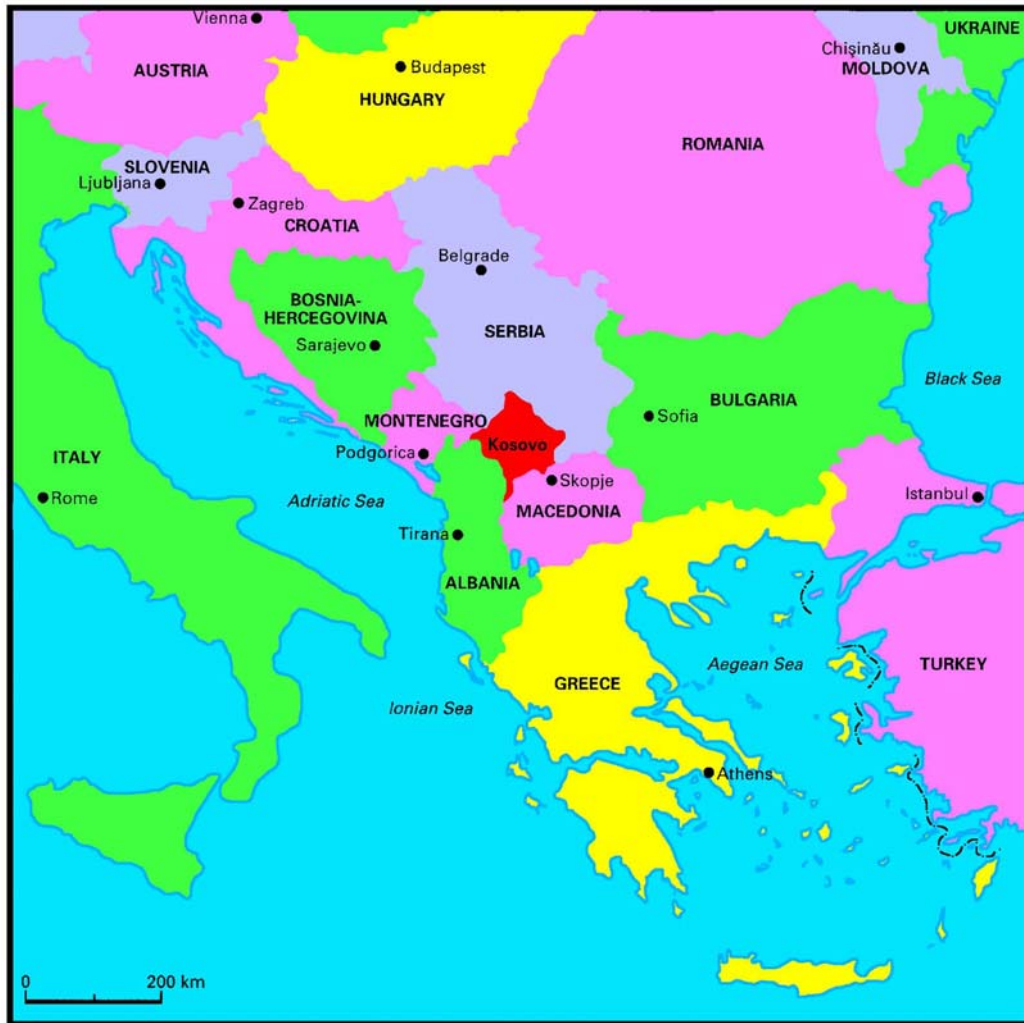 Vienna
UKRAINE
Chişinău
MOLDOVA
AUSTRIA
Budapest
HUNGARY
ROMANIA
SLOVENIA
Ljubljana
Zagreb
CROATIA
Belgrade
BOSNIA-
HERCEGOVINA
Sarajevo
SERBIA
Black Sea
BULGARIA
Sofia
MONTENEGRO
Podgorica
Kosovo
ITALY
Rome
Adriatic Sea
Skopje
MACEDONIA
Istanbul
Tirana
ALBANIA
Aegean Sea
TURKEY
GREECE
Ionian Sea
Athens
0 200 km